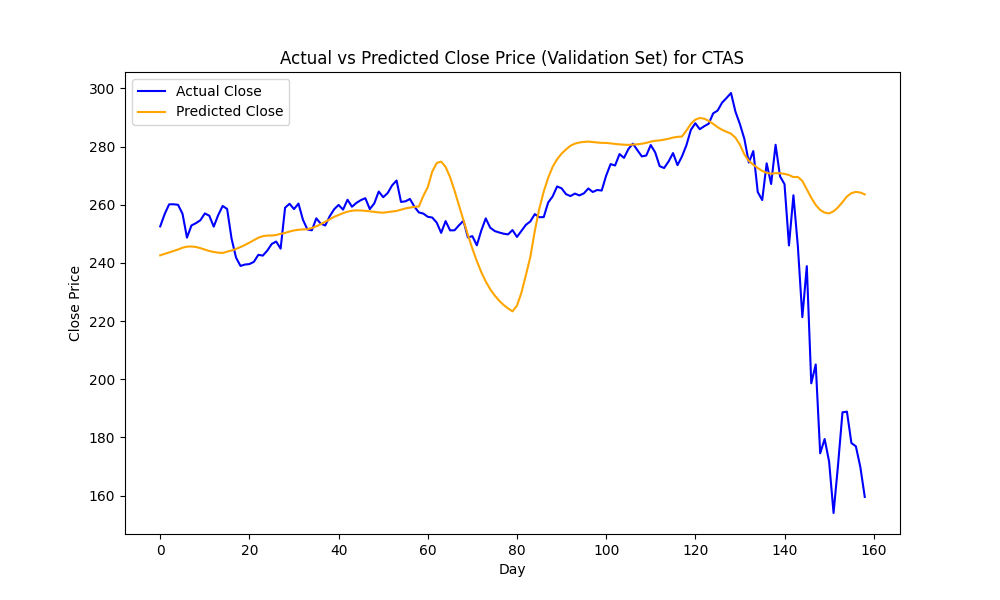 Actual vs Predicted Close Price (Validation Set) for CTAS
Actual Close
Predicted Close
Close Price
300
280
260
240
220
200
180
160
0 20 40 60 80 100 120 140 160
Day